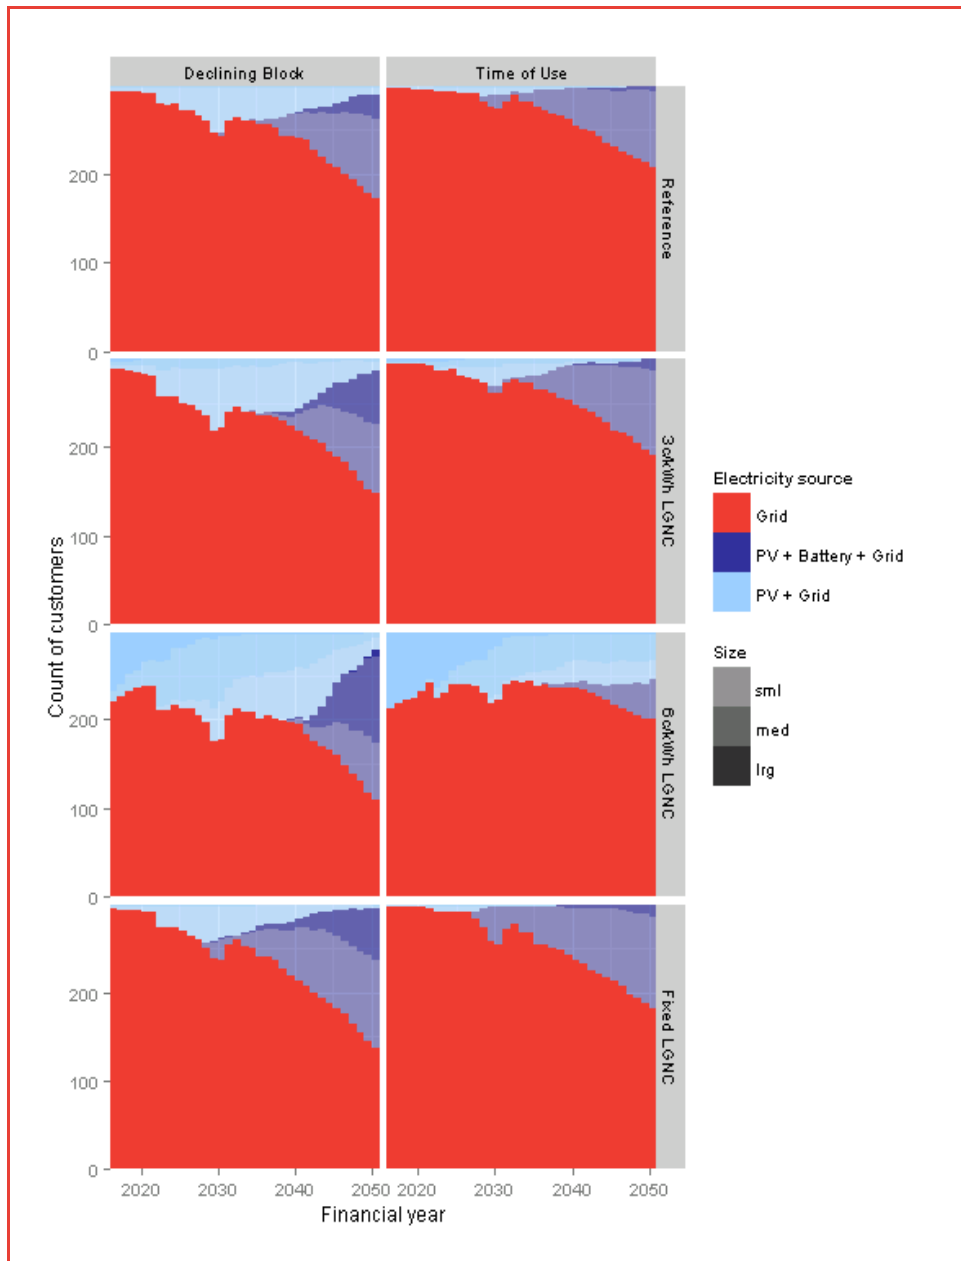 Declining Block
Time of Use
200
100
0
Reference
200
100
0
3c/kWh LGNC
200
100
0
6c/kWh LGNC
200
100
0
Fixed LGNC
Count of customers
2020
2030
2040
2050
2020
2030
2040
2050
Financial year
Electricity source
Grid
PV + Battery + Grid
PV + Grid
Size
sml
med
lrg